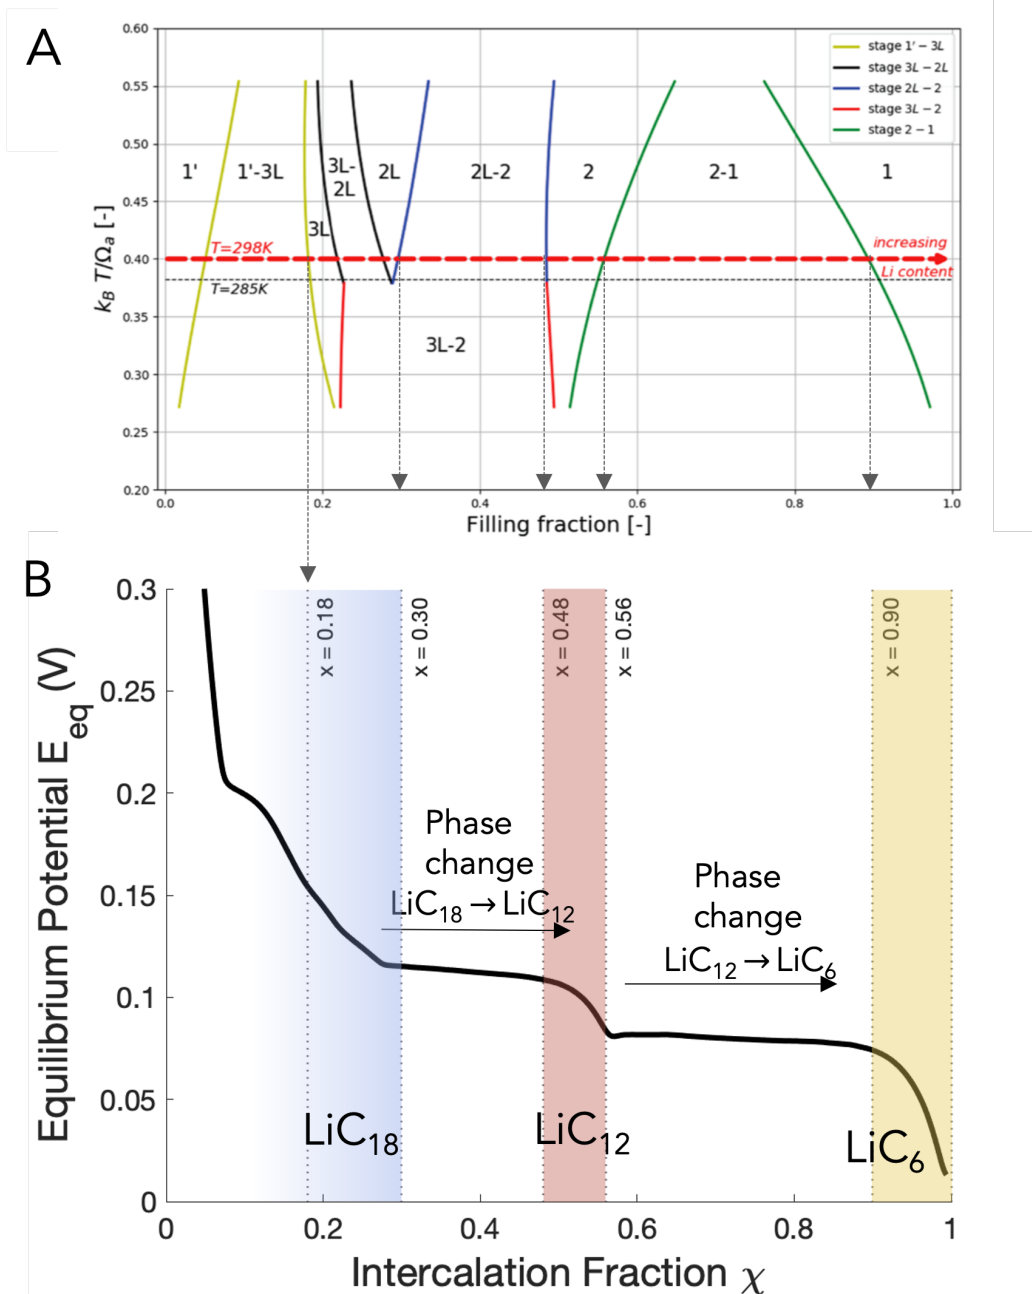 A
0.60
0.55
0.50
0.45
0.40
0.35
0.30
0.25
0.20
k_B T/Ω_a [-]
stage 1' − 3L
stage 3L − 2L
stage 2L − 2
stage 3L − 2
stage 2 − 1
1'
1'-3L
3L
3L-
2L
2L
2L-2
2
2-1
1
T=298K
increasing
Li content
T=285K
3L-2
0.0
0.2
0.4
0.6
0.8
1.0
Filling fraction [-]
B
0.3
0.25
0.2
0.15
0.1
0.05
0
Equilibrium Potential E_eq (V)
x = 0.18
x = 0.30
x = 0.48
x = 0.56
x = 0.90
Phase
change
LiC₁₈ → LiC₁₂
Phase
change
LiC₁₂ → LiC₆
LiC₁₈
LiC₁₂
LiC₆
0
0.2
0.4
0.6
0.8
1
Intercalation Fraction χ